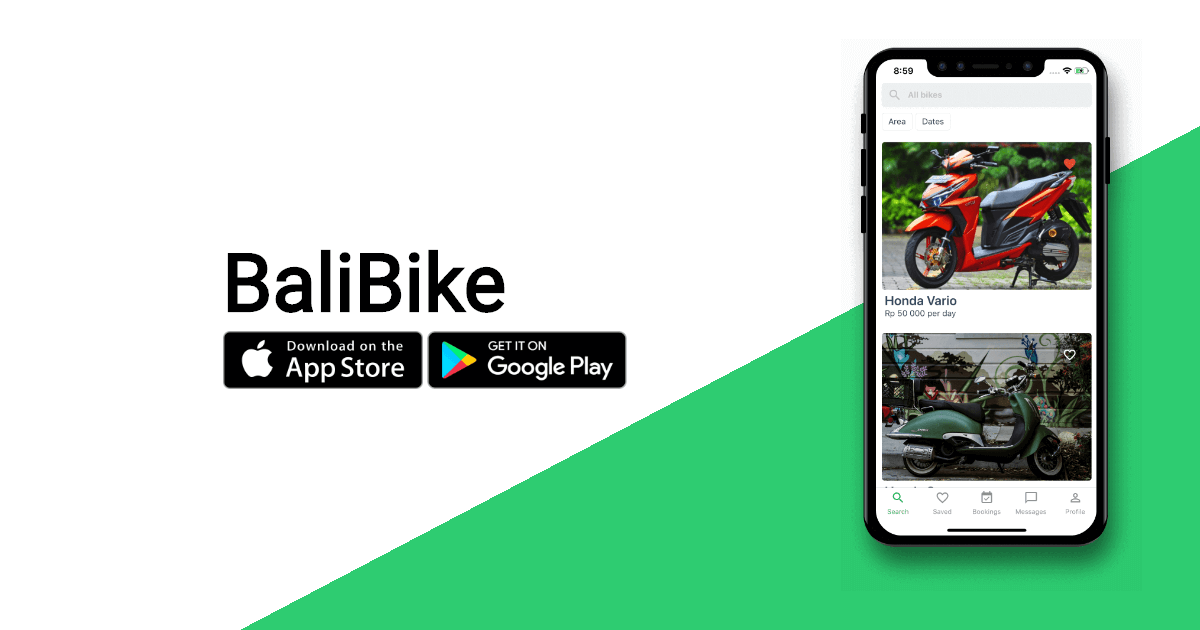 BaliBike
Download on the
App Store
GET IT ON
Google Play
8:59
All bikes
Area
Dates
Honda Vario
Rp 50 000 per day
Search
Saved
Bookings
Messages
Profile